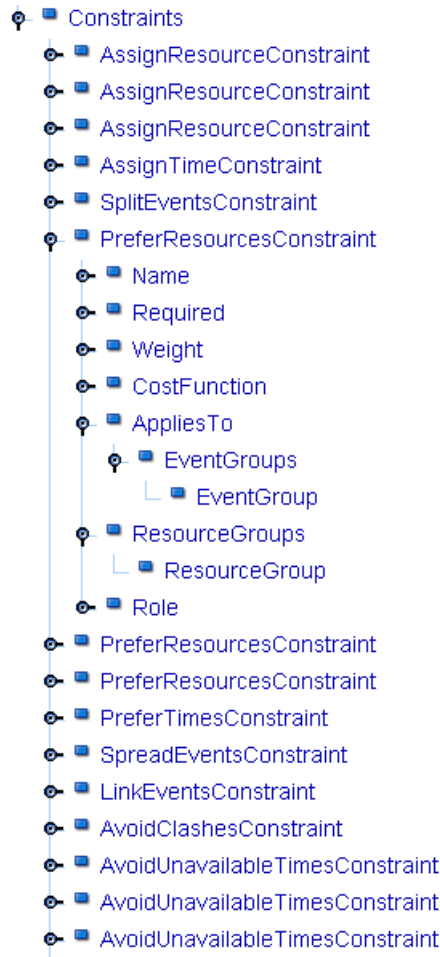 Constraints
AssignResourceConstraint
AssignResourceConstraint
AssignResourceConstraint
AssignTimeConstraint
SplitEventsConstraint
PreferResourcesConstraint
Name
Required
Weight
CostFunction
AppliesTo
EventGroups
EventGroup
ResourceGroups
ResourceGroup
Role
PreferResourcesConstraint
PreferResourcesConstraint
PreferTimesConstraint
SpreadEventsConstraint
LinkEventsConstraint
AvoidClashesConstraint
AvoidUnavailableTimesConstraint
AvoidUnavailableTimesConstraint
AvoidUnavailableTimesConstraint